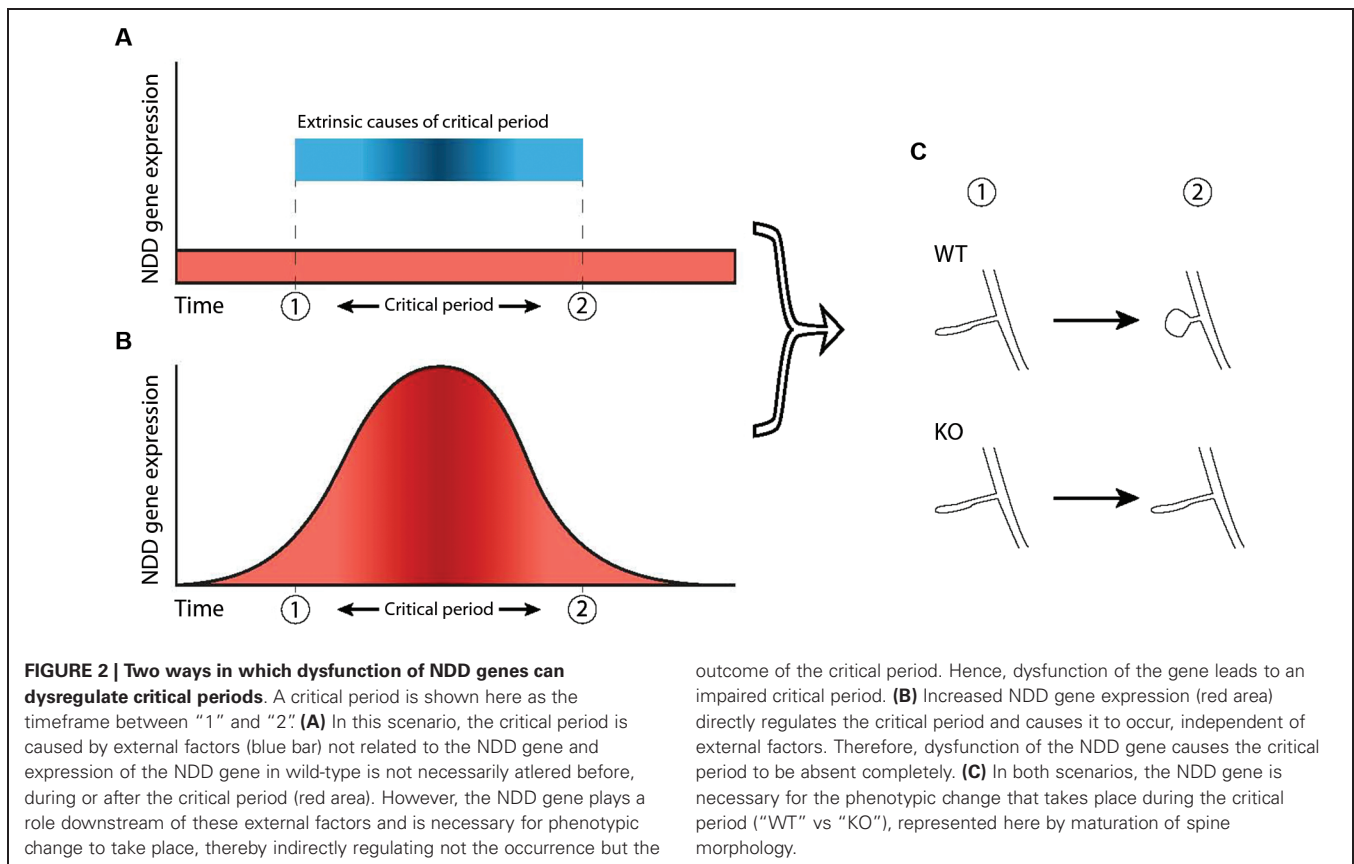 A
NDD gene expression
Extrinsic causes of critical period
Time
1
Critical period
2
B
NDD gene expression
Time
1
Critical period
2
C
1
2
WT
KO
FIGURE 2 | Two ways in which dysfunction of NDD genes can
dysregulate critical periods. A critical period is shown here as the
timeframe between “1” and “2”. (A) In this scenario, the critical period is
caused by external factors (blue bar) not related to the NDD gene and
expression of the NDD gene in wild-type is not necessarily atlered before,
during or after the critical period (red area). However, the NDD gene plays a
role downstream of these external factors and is necessary for phenotypic
change to take place, thereby indirectly regulating not the occurrence but the
outcome of the critical period. Hence, dysfunction of the gene leads to an
impaired critical period. (B) Increased NDD gene expression (red area)
directly regulates the critical period and causes it to occur, independent of
external factors. Therefore, dysfunction of the NDD gene causes the critical
period to be absent completely. (C) In both scenarios, the NDD gene is
necessary for the phenotypic change that takes place during the critical
period (“WT” vs “KO”), represented here by maturation of spine
morphology.